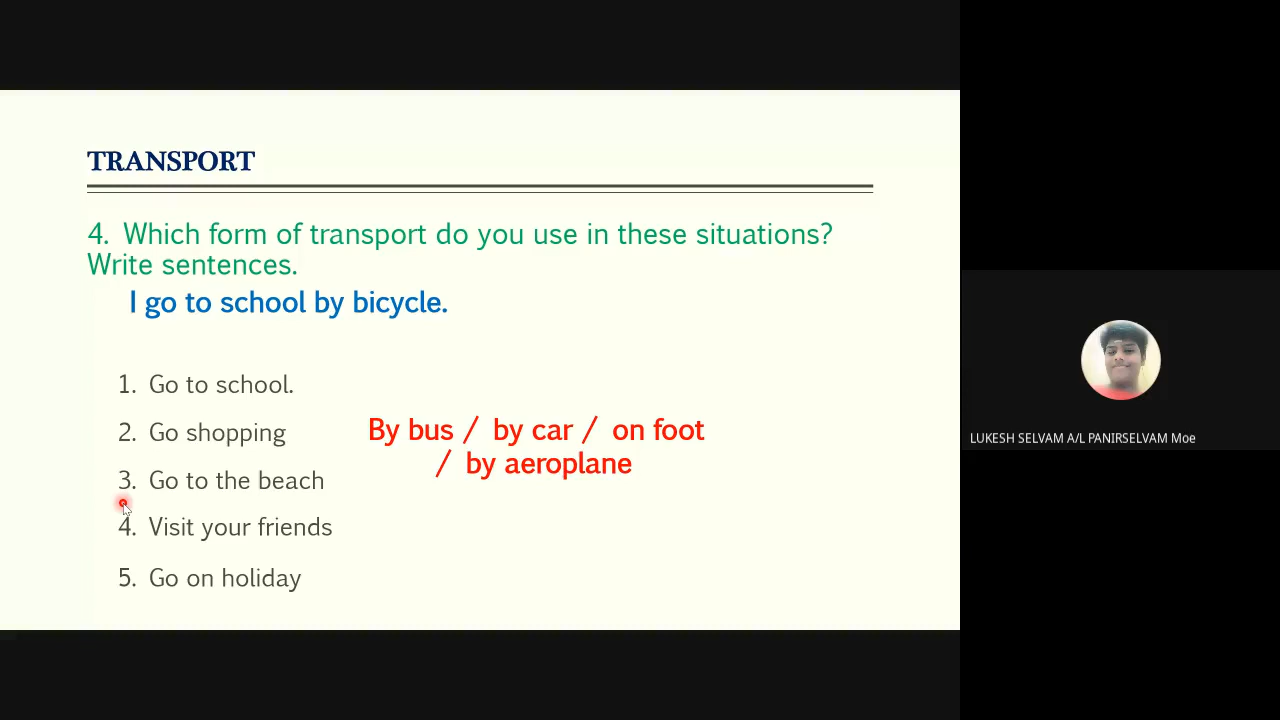 TRANSPORT
4. Which form of transport do you use in these situations?
Write sentences.
I go to school by bicycle.
1. Go to school.
2. Go shopping
By bus / by car / on foot
/ by aeroplane
3. Go to the beach
4. Visit your friends
5. Go on holiday
LUKESH SELVAM A/L PANIRSELVAM Moe